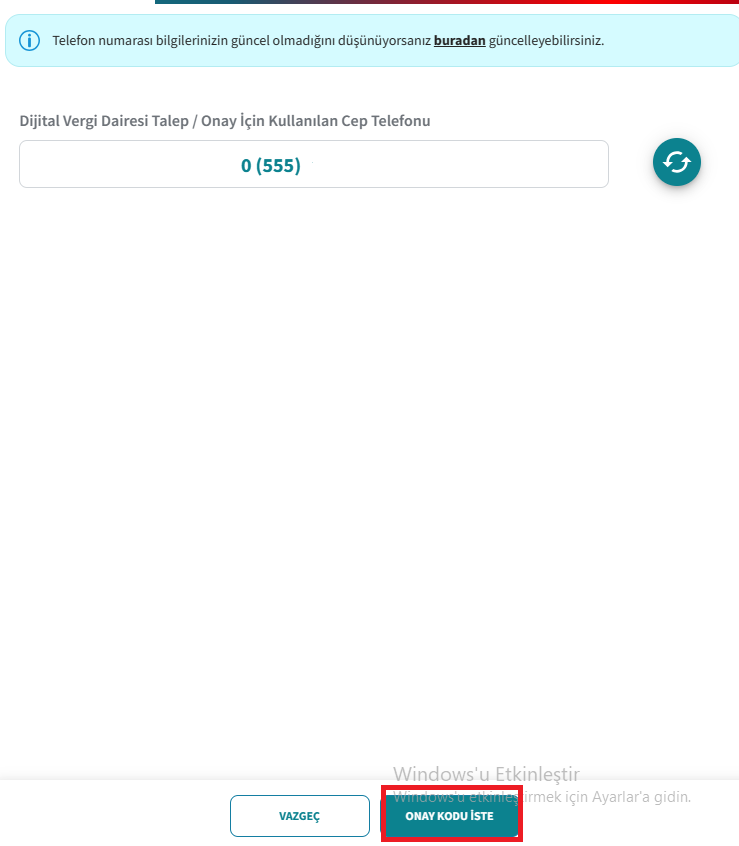 Telefon numarası bilgilerinizin güncel olmadığını düşünüyorsanız buradan güncelleyebilirsiniz.
Dijital Vergi Dairesi Talep / Onay İçin Kullanılan Cep Telefonu
0 (555)
Windows'u Etkinleştir
Windows'u etkinleştirmek için Ayarlar'a gidin.
VAZGEÇ
ONAY KODU İSTE